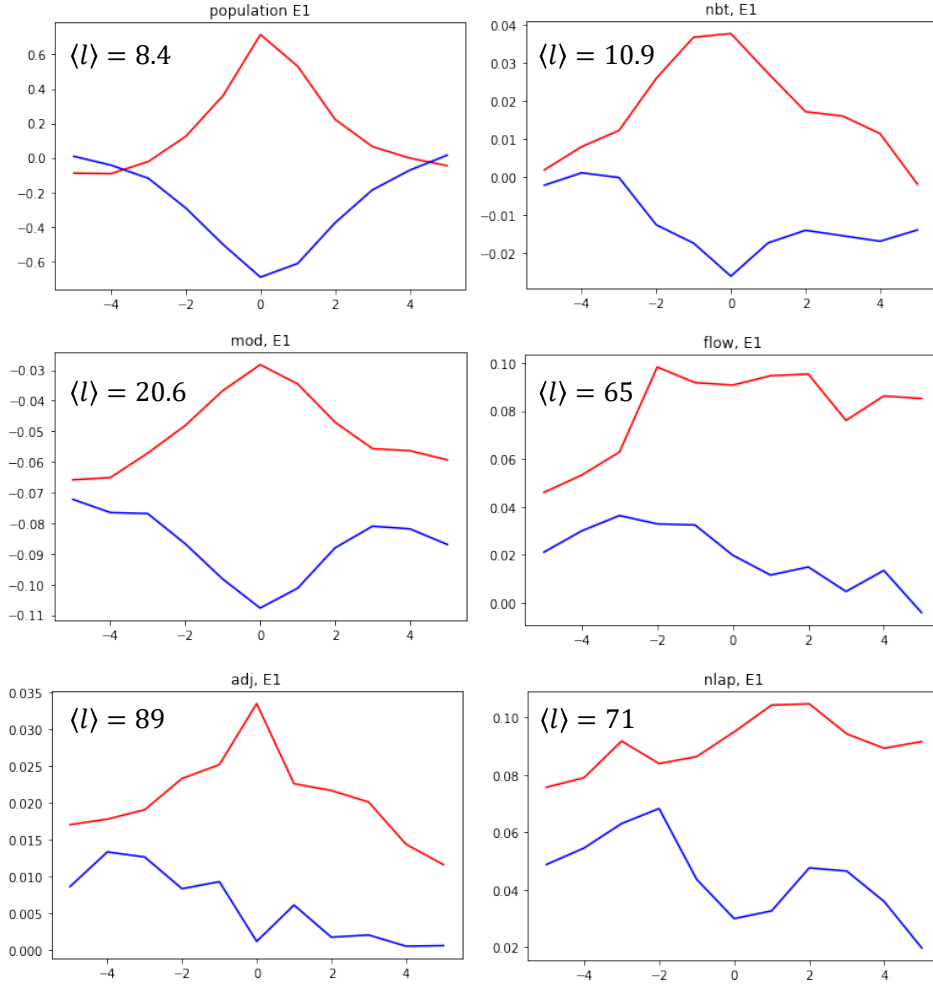 population E1
⟨l⟩ = 8.4
0.6
0.4
0.2
0.0
−0.2
−0.4
−0.6
−4 −2 0 2 4
nbt, E1
⟨l⟩ = 10.9
0.04
0.03
0.02
0.01
0.00
−0.01
−0.02
−4 −2 0 2 4
mod, E1
⟨l⟩ = 20.6
−0.03
−0.04
−0.05
−0.06
−0.07
−0.08
−0.09
−0.10
−0.11
−4 −2 0 2 4
flow, E1
⟨l⟩ = 65
0.10
0.08
0.06
0.04
0.02
0.00
−4 −2 0 2 4
adj, E1
⟨l⟩ = 89
0.035
0.030
0.025
0.020
0.015
0.010
0.005
0.000
−4 −2 0 2 4
nlap, E1
⟨l⟩ = 71
0.10
0.08
0.06
0.04
0.02
−4 −2 0 2 4